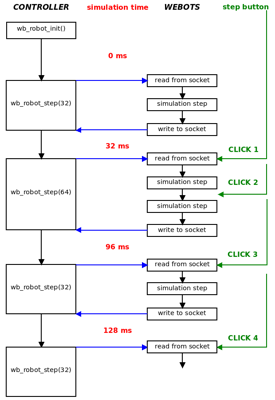 CONTROLLER simulation time WEBOTS step button
wb_robot_init()
0 ms
read from socket
wb_robot_step(32)
simulation step
write to socket
32 ms
CLICK 1
read from socket
simulation step
CLICK 2
wb_robot_step(64)
simulation step
write to socket
96 ms
CLICK 3
read from socket
wb_robot_step(32)
simulation step
write to socket
128 ms
CLICK 4
read from socket
wb_robot_step(32)